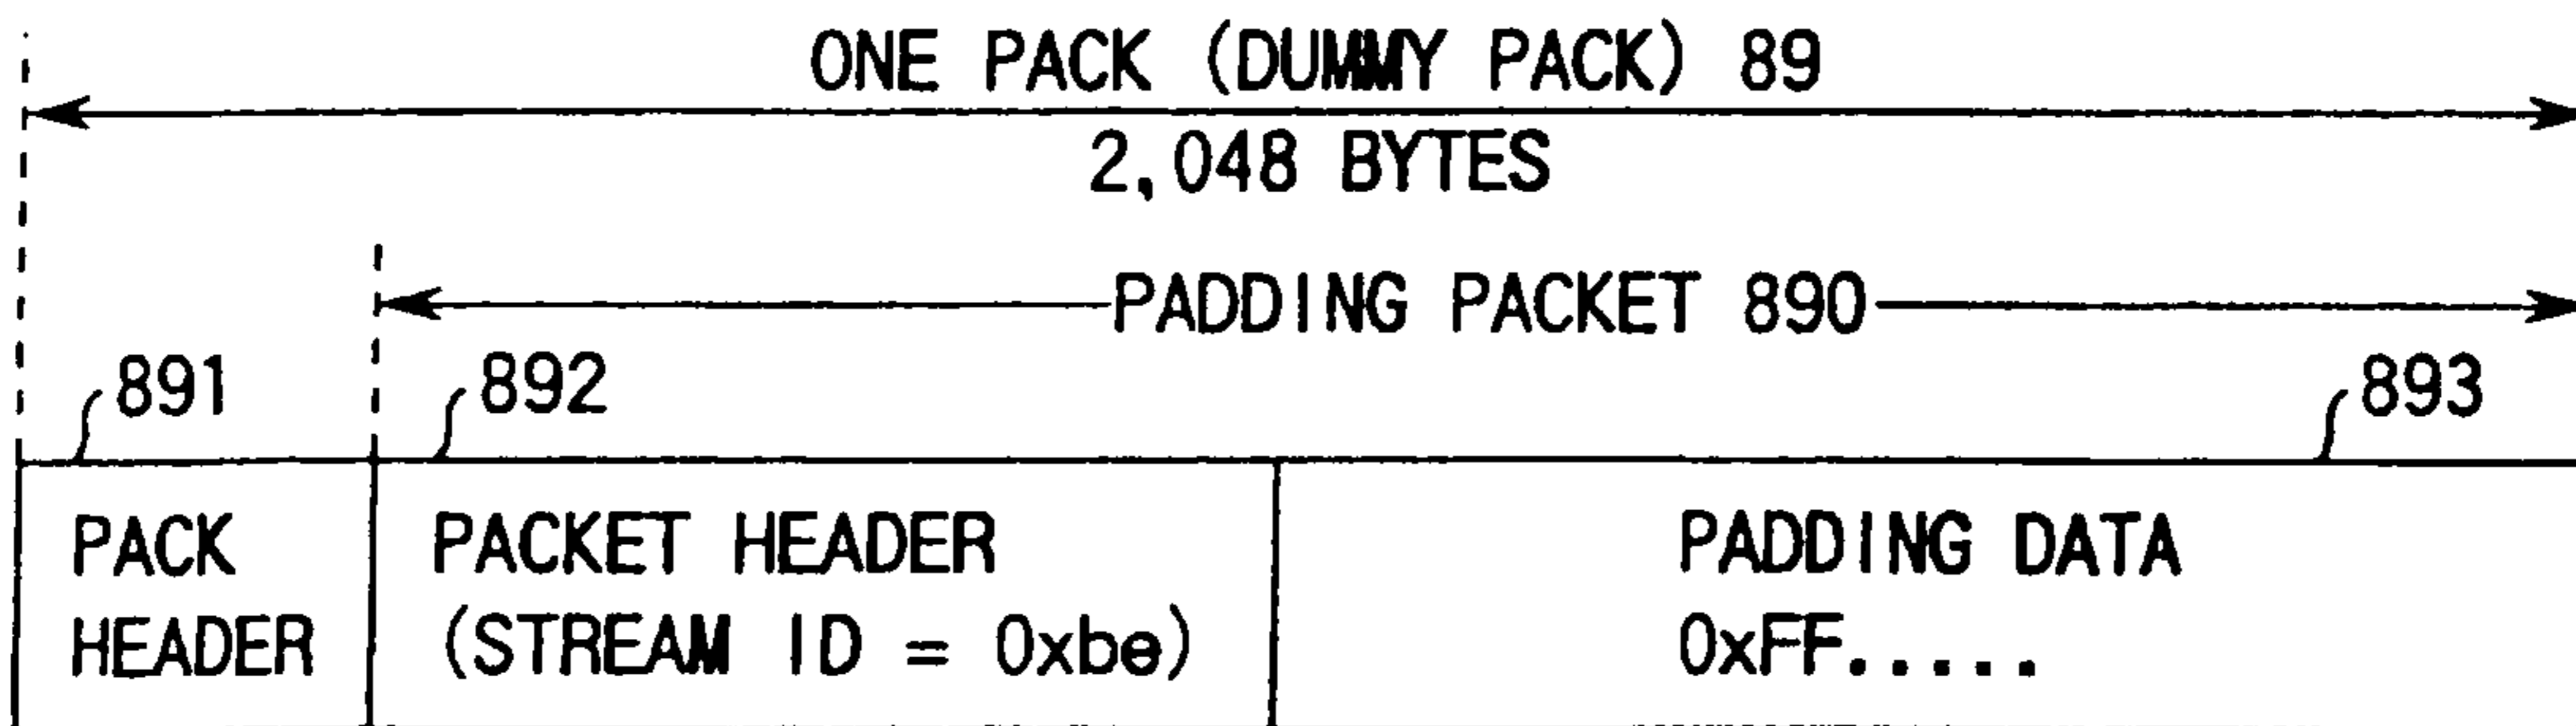 ONE PACK (DUMMY PACK) 89
2,048 BYTES
PADDING PACKET 890
891
892
893
PACK
HEADER
PACKET HEADER
(STREAM ID = 0xbe)
PADDING DATA
0xFF.....